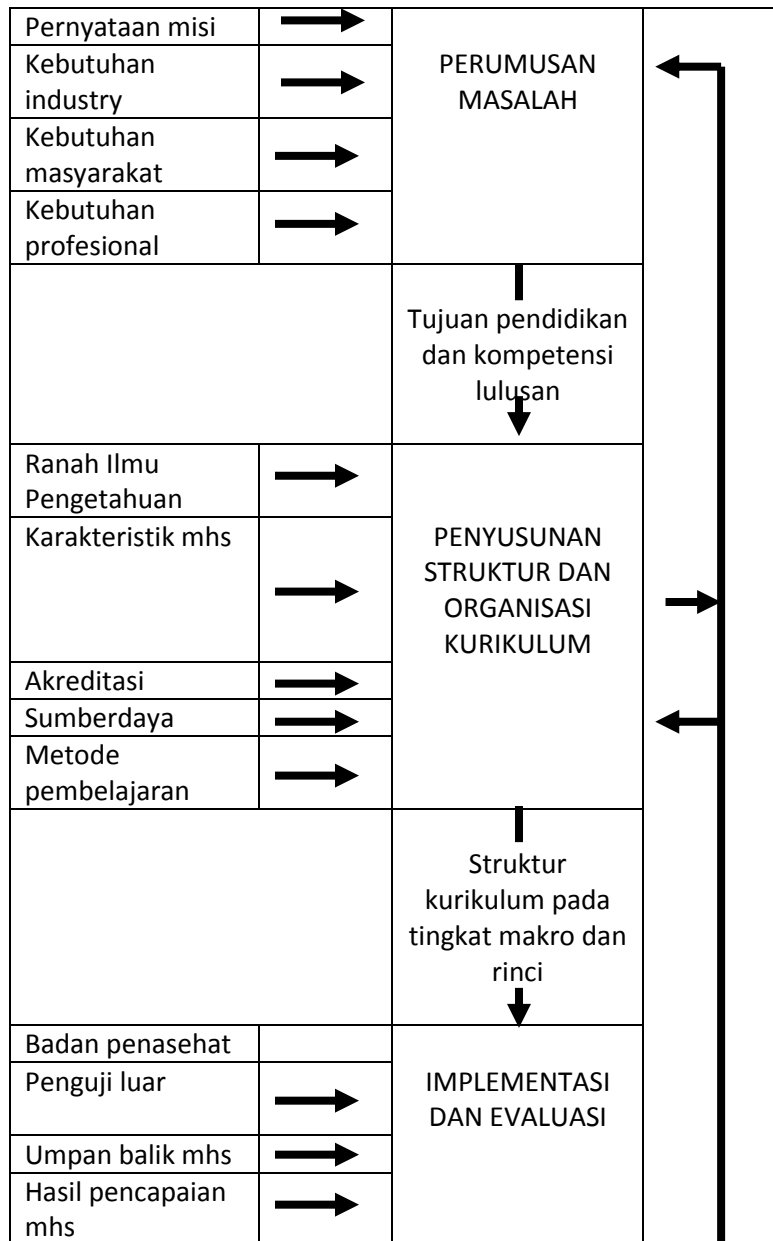 Pernyataan misi
Kebutuhan
industry
Kebutuhan
masyarakat
Kebutuhan
profesional
PERUMUSAN
MASALAH
Tujuan pendidikan
dan kompetensi
lulusan
Ranah Ilmu
Pengetahuan
Karakteristik mhs
Akreditasi
Sumberdaya
Metode
pembelajaran
PENYUSUNAN
STRUKTUR DAN
ORGANISASI
KURIKULUM
Struktur
kurikulum pada
tingkat makro dan
rinci
Badan penasehat
Penguji luar
Umpan balik mhs
Hasil pencapaian
mhs
IMPLEMENTASI
DAN EVALUASI